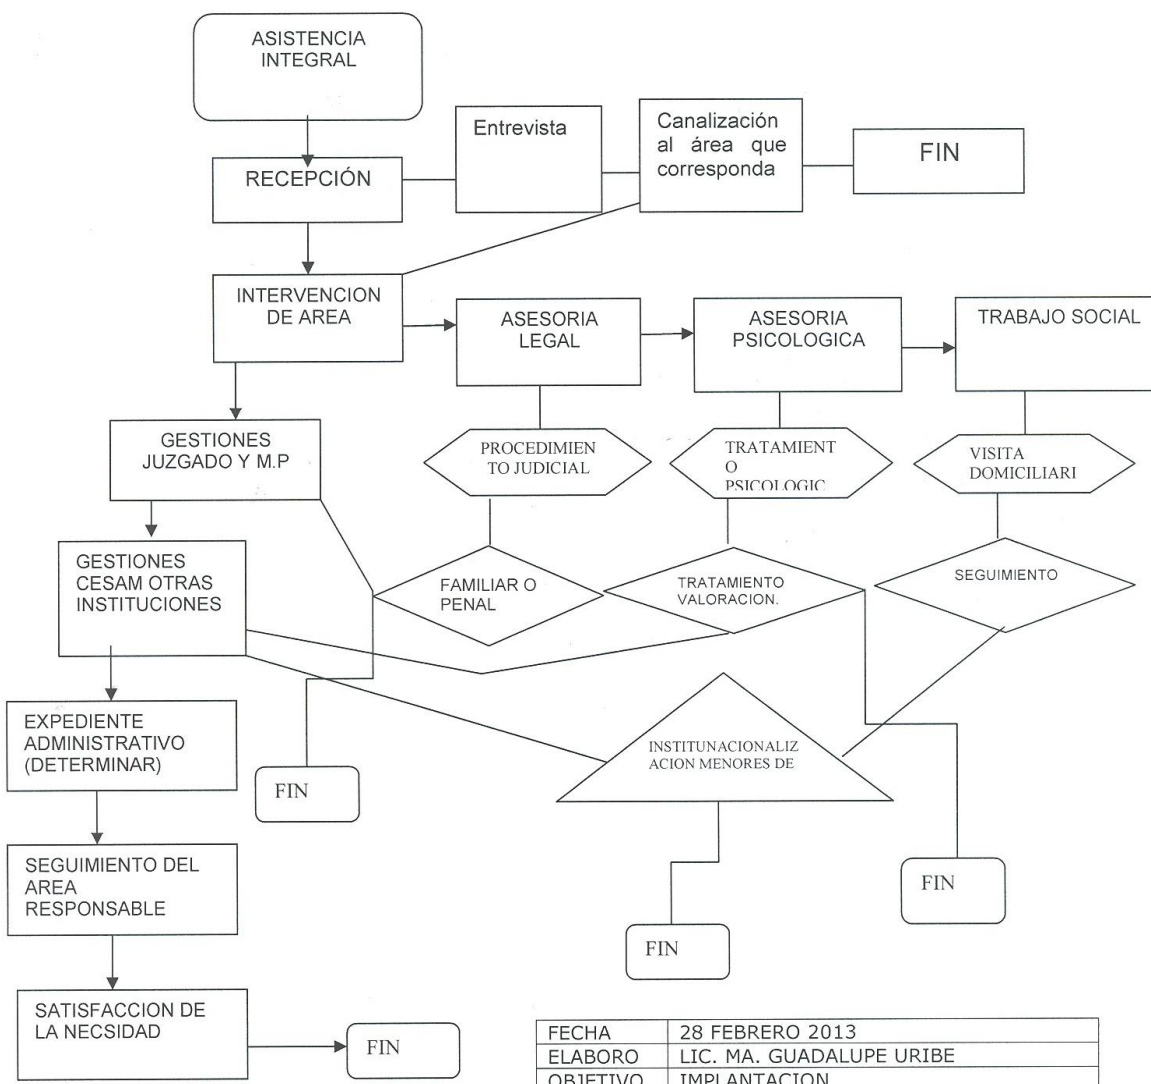 ASISTENCIA
INTEGRAL
RECEPCIÓN
Entrevista
Canalización
al área que
corresponda
FIN
INTERVENCION
DE AREA
ASESORIA
LEGAL
ASESORIA
PSICOLOGICA
TRABAJO SOCIAL
GESTIONES
JUZGADO Y M.P
PROCEDIMIEN
TO JUDICIAL
TRATAMIENT
O
PSICOLOGIC
VISITA
DOMICILIARI
GESTIONES
CESAM OTRAS
INSTITUCIONES
FAMILIAR O
PENAL
TRATAMIENTO
VALORACION.
SEGUIMIENTO
EXPEDIENTE
ADMINISTRATIVO
(DETERMINAR)
FIN
INSTITUNACIONALIZ
ACION MENORES DE
SEGUIMIENTO DEL
AREA
RESPONSABLE
FIN
FIN
SATISFACCION DE
LA NECSIDAD
FIN
FECHA 28 FEBRERO 2013
ELABORO LIC. MA. GUADALUPE URIBE
OBJETIVO IMPLANTACION